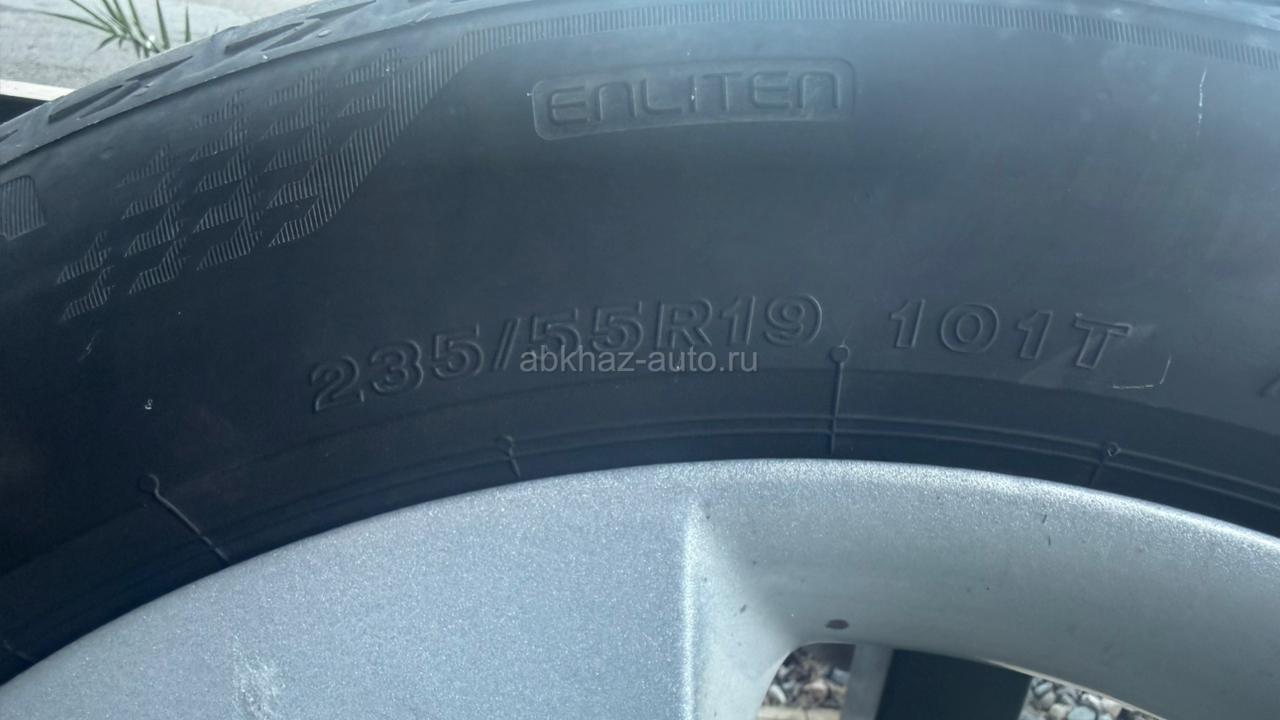 ENLITEN
235/55R19 101T
abkhaz-auto.ru